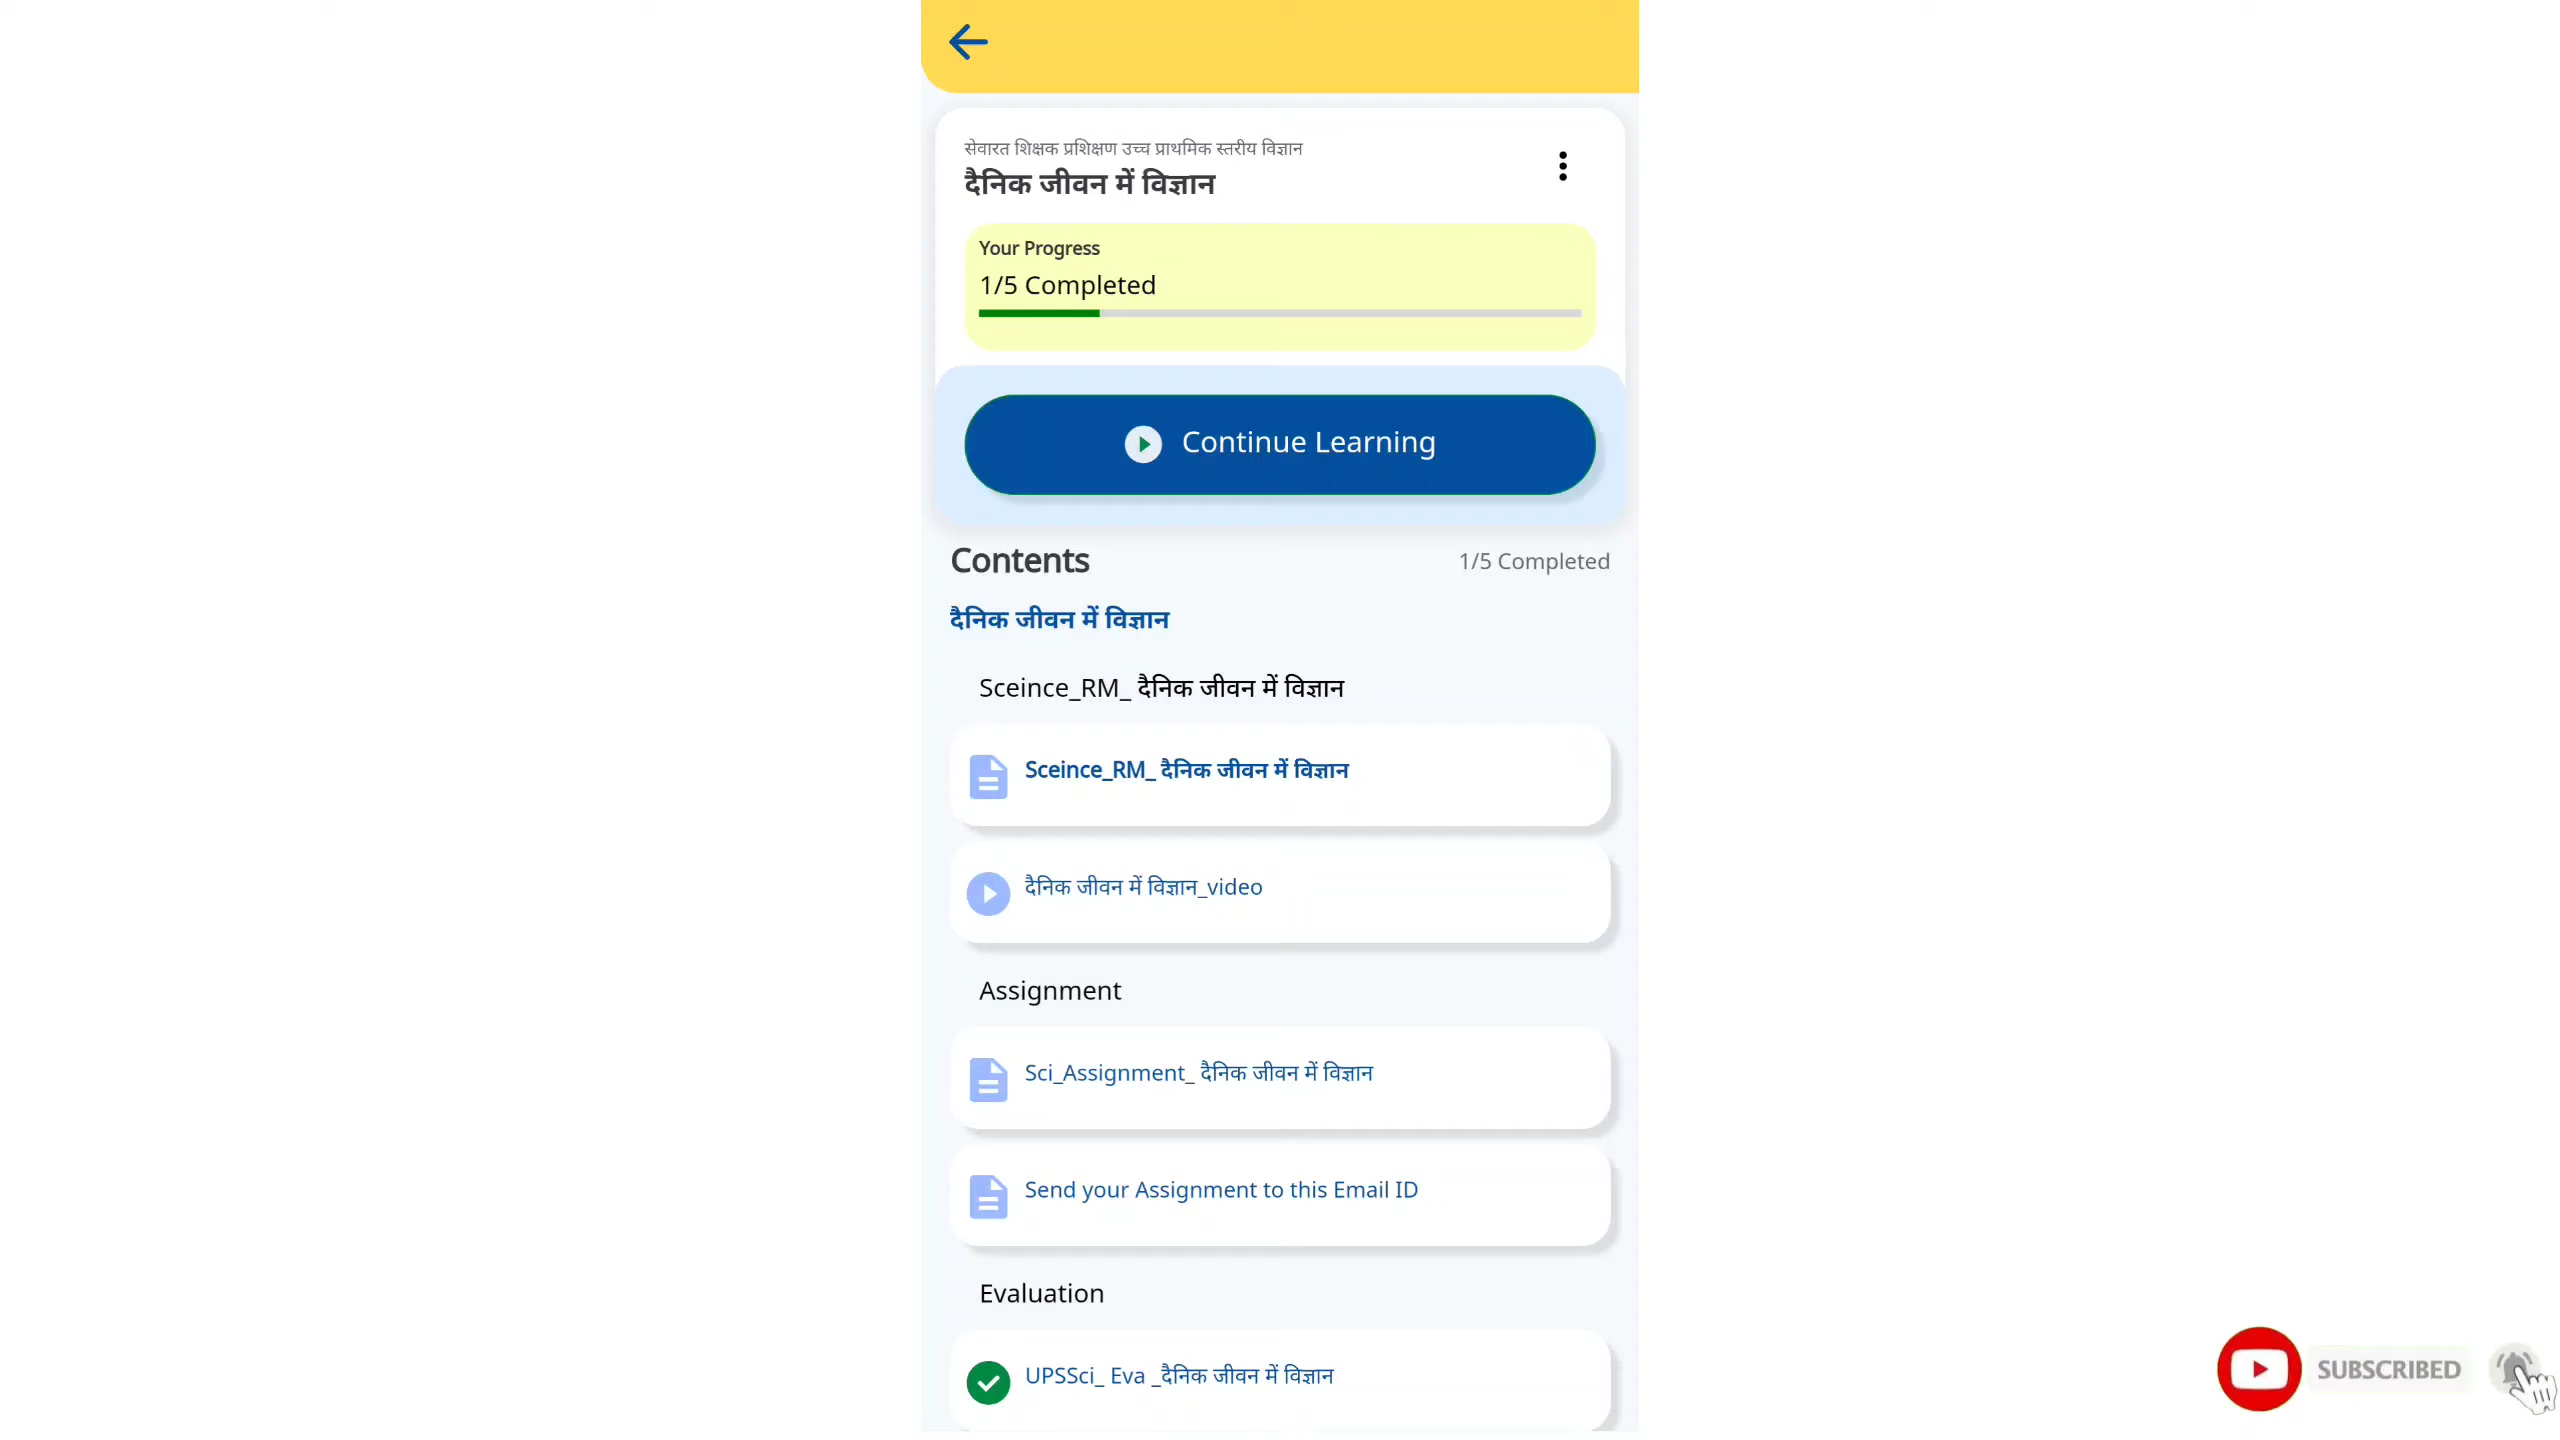 सेवारत शिक्षक प्रशिक्षण उच्च प्राथमिक स्तरीय विज्ञान
दैनिक जीवन में विज्ञान
Your Progress
1/5 Completed
Continue Learning
Contents
1/5 Completed
दैनिक जीवन में विज्ञान
Sceince_RM_ दैनिक जीवन में विज्ञान
Sceince_RM_ दैनिक जीवन में विज्ञान
दैनिक जीवन में विज्ञान_video
Assignment
Sci_Assignment_ दैनिक जीवन में विज्ञान
Send your Assignment to this Email ID
Evaluation
UPSSci_ Eva _दैनिक जीवन में विज्ञान
SUBSCRIBED